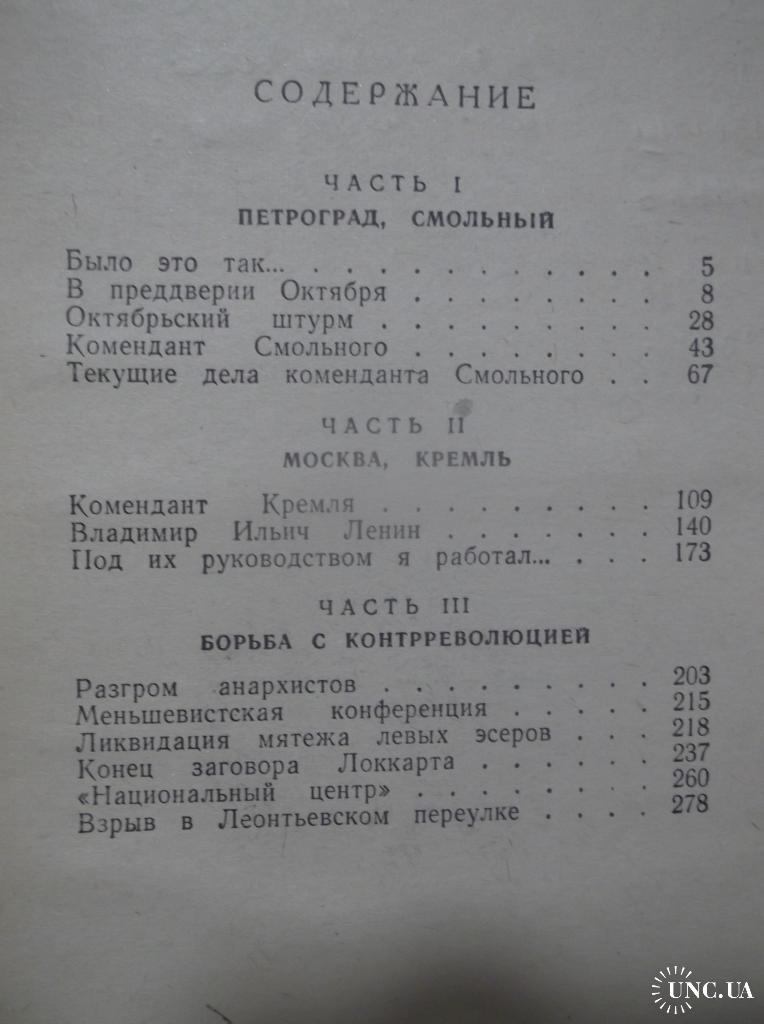 СОДЕРЖАНИЕ
ЧАСТЬ I
ПЕТРОГРАД, СМОЛЬНЫЙ
Было это так... . . . . . . . . . . . 5
В преддверии Октября . . . . . . . . 8
Октябрьский штурм . . . . . . . . . 28
Комендант Смольного . . . . . . . . 43
Текущие дела коменданта Смольного . . 67
ЧАСТЬ II
МОСКВА, КРЕМЛЬ
Комендант Кремля . . . . . . . . . 109
Владимир Ильич Ленин . . . . . . . 140
Под их руководством я работал... . . . 173
ЧАСТЬ III
БОРЬБА С КОНТРРЕВОЛЮЦИЕЙ
Разгром анархистов . . . . . . . . . 203
Меньшевистская конференция . . . . . 215
Ликвидация мятежа левых эсеров . . . 218
Конец заговора Локкарта . . . . . . 237
«Национальный центр» . . . . . . . . 260
Взрыв в Леонтьевском переулке . . . . 278
UNC.UA